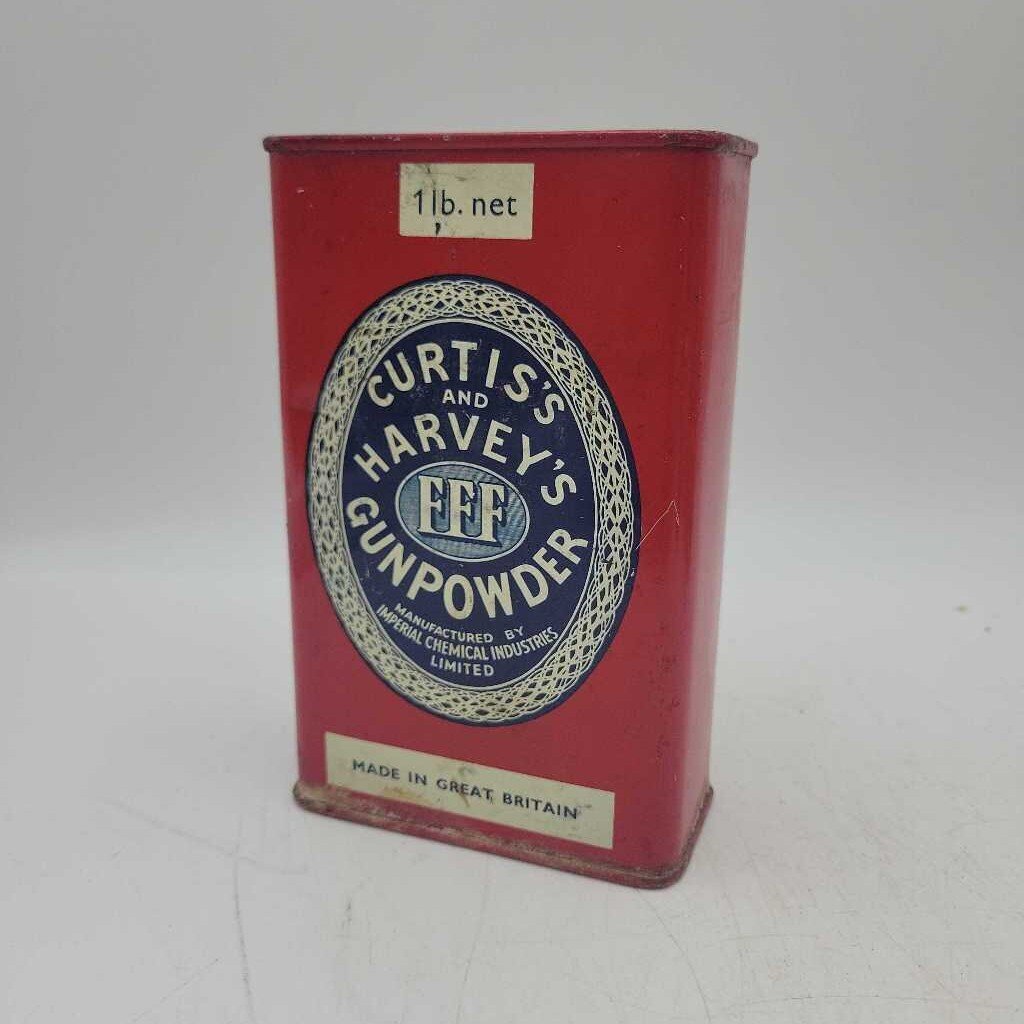 1lb. net
CURTIS'S
AND
HARVEY'S
FFF
GUNPOWDER
MANUFACTURED BY
IMPERIAL CHEMICAL INDUSTRIES
LIMITED
MADE IN GREAT BRITAIN